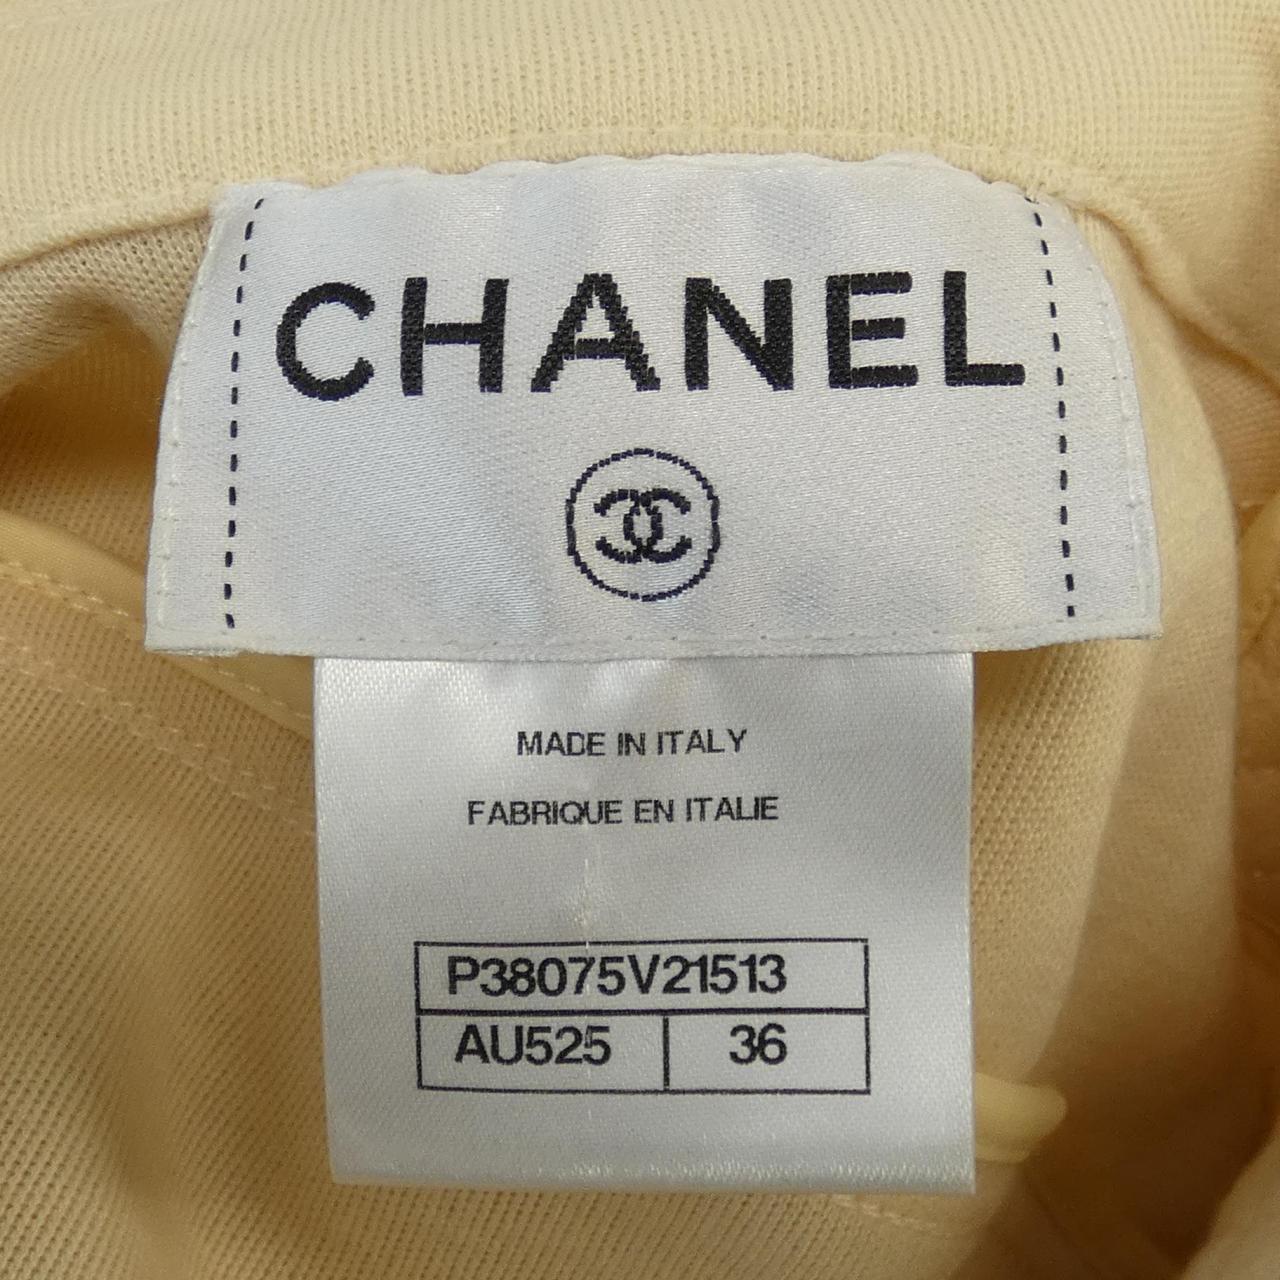 CHANEL
MADE IN ITALY
FABRIQUE EN ITALIE
P38075V21513
AU525 36